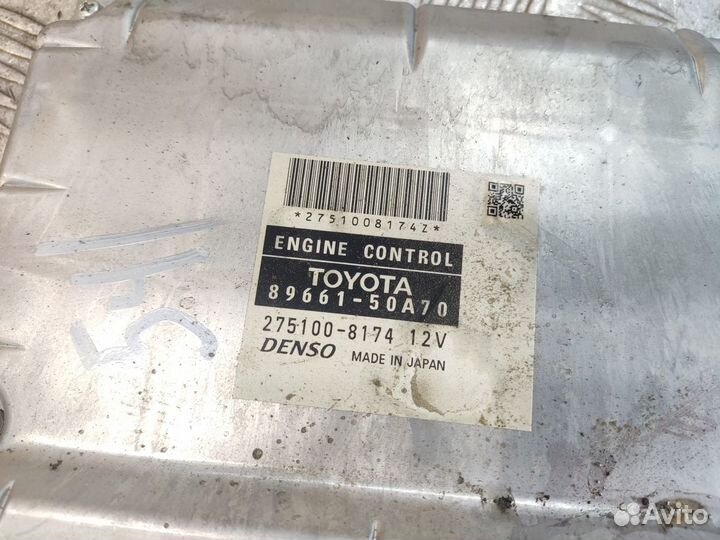 *2751008174Z*
ENGINE CONTROL
TOYOTA
89661-50A70
275100-8174 12V
DENSO MADE IN JAPAN
Avito